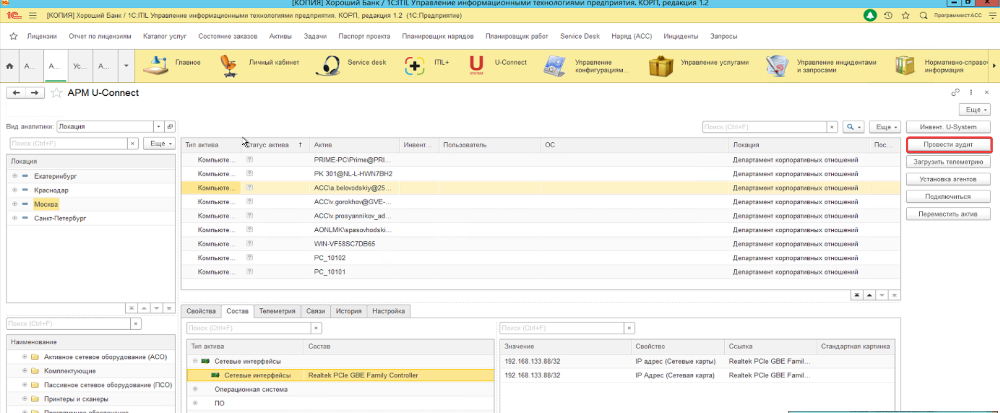 [КОПИЯ] Хороший Банк / 1С:ITIL Управление информационными технологиями предприятия. КОРП, редакция 1.2
[КОПИЯ] Хороший Банк / 1С:ITIL Управление информационными технологиями предприятия. КОРП, редакция 1.2 (1С:Предприятие)
ПрограммистАСС
Лицензии Отчет по лицензиям Каталог услуг Состояние заказов Активы Задачи Паспорт проекта Планировщик нарядов Планировщик работ Service Desk Наряд (АСС) Инциденты Запросы
А... А... Ус... А...
Главное
Личный кабинет
Service desk
ITIL+
U SYSTEM
U-Connect
Управление
конфигурациям...
Управление услугами
Управление инцидентами
и запросами
Нормативно-справоч
информация
АРМ U-Connect
Еще
Вид аналитики: Локация
Поиск (Ctrl+F) Еще
Инвент. U-System
Поиск (Ctrl+F) × Еще
Провести аудит
Загрузить телеметрию
Установка агентов
Подключиться
Переместить актив
Локация
Екатеринбург
Краснодар
Москва
Санкт-Петербург
Тип актива Статус актива ↑ Актив Инвент... Пользователь ОС Локация Пос...
Компьюте... ? PRIME-PC\Prime@PRI... Департамент корпоративных отношений
Компьюте... ? PK 301@NL-L-HWN7BH2 Департамент корпоративных отношений
Компьюте... ? ACC\a.belovodskiy@25... Департамент корпоративных отношений
Компьюте... ? ACC\v.gorokhov@GVE-... Департамент корпоративных отношений
Компьюте... ? ACC\v.prosyannikov_ad... Департамент корпоративных отношений
Компьюте... ? AONLMK\spasovhodski... Департамент корпоративных отношений
Компьюте... ? WIN-VF58SC7DB65 Департамент корпоративных отношений
Компьюте... ? PC_10102 Департамент корпоративных отношений
Компьюте... ? PC_10101 Департамент корпоративных отношений
Поиск (Ctrl+F) ×
Наименование
Активное сетевое оборудование (АСО)
Комплектующие
Пассивное сетевое оборудование (ПСО)
Принтеры и сканеры
Программное обеспечение
Свойства Состав Телеметрия Связи История Настройка
Поиск (Ctrl+F) ×
Тип актива Состав
Сетевые интерфейсы
Сетевые интерфейсы Realtek PCIe GBE Family Controller
Операционная система
ПО
Поиск (Ctrl+F) ×
Значение Свойство Ссылка Стандартная картинка
192.168.133.88/32 IP адрес (Сетевые карты) Realtek PCIe GBE Famil...
192.168.133.88/32 IP Адрес (Сетевая карта) Realtek PCIe GBE Famil...